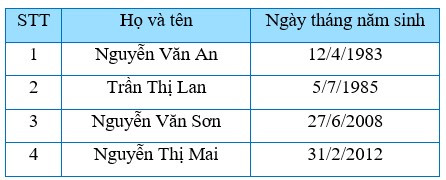 STT Họ và tên Ngày tháng năm sinh
1 Nguyễn Văn An 12/4/1983
2 Trần Thị Lan 5/7/1985
3 Nguyễn Văn Sơn 27/6/2008
4 Nguyễn Thị Mai 31/2/2012